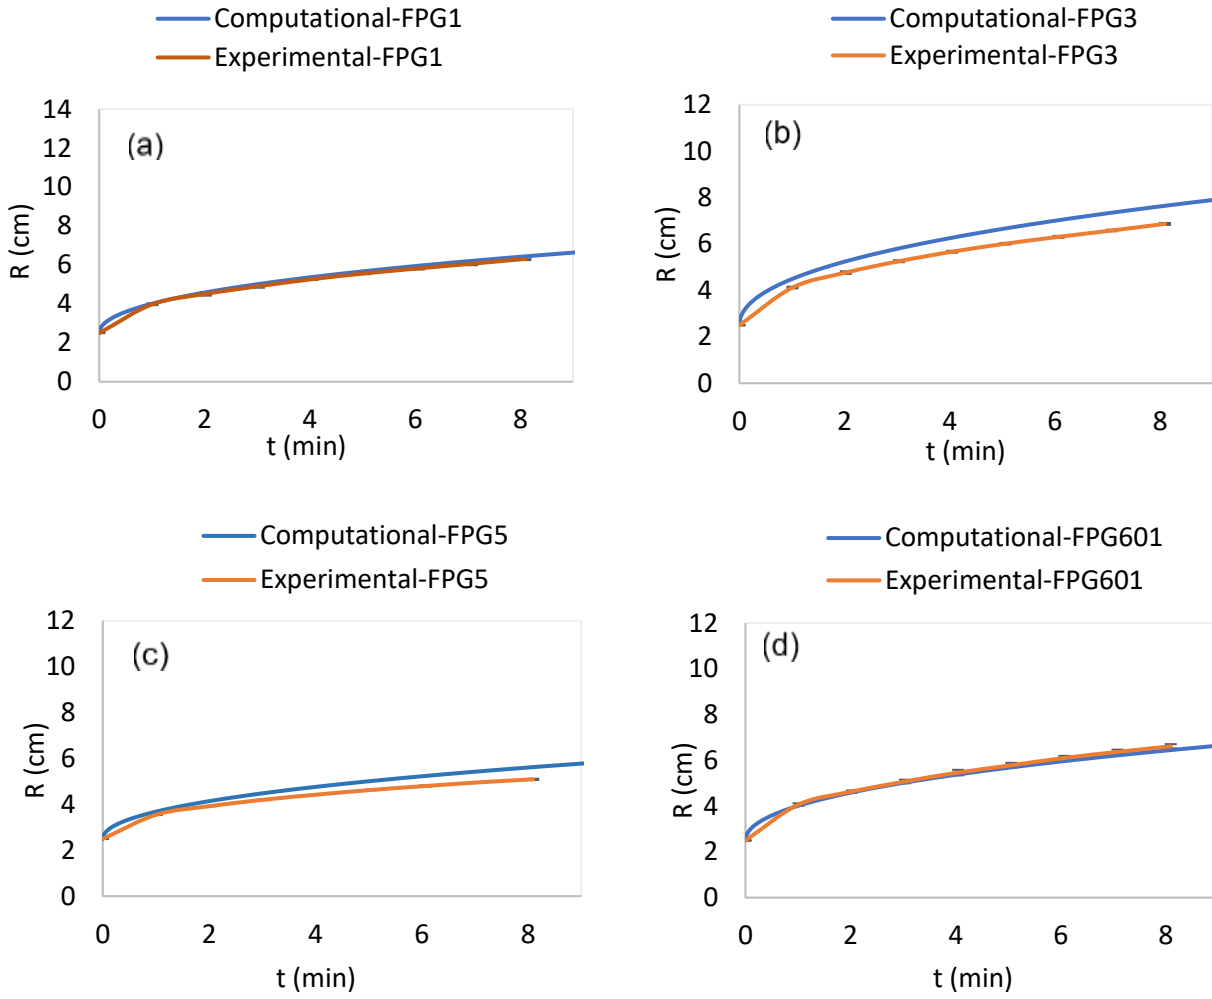 Computational-FPG1
Experimental-FPG1
14
12
10
8
6
4
2
0
R (cm)
(a)
0 2 4 6 8
t (min)
Computational-FPG3
Experimental-FPG3
12
10
8
6
4
2
0
R (cm)
(b)
0 2 4 6 8
t (min)
Computational-FPG5
Experimental-FPG5
12
10
8
6
4
2
0
R (cm)
(c)
0 2 4 6 8
t (min)
Computational-FPG601
Experimental-FPG601
12
10
8
6
4
2
0
R (cm)
(d)
0 2 4 6 8
t (min)